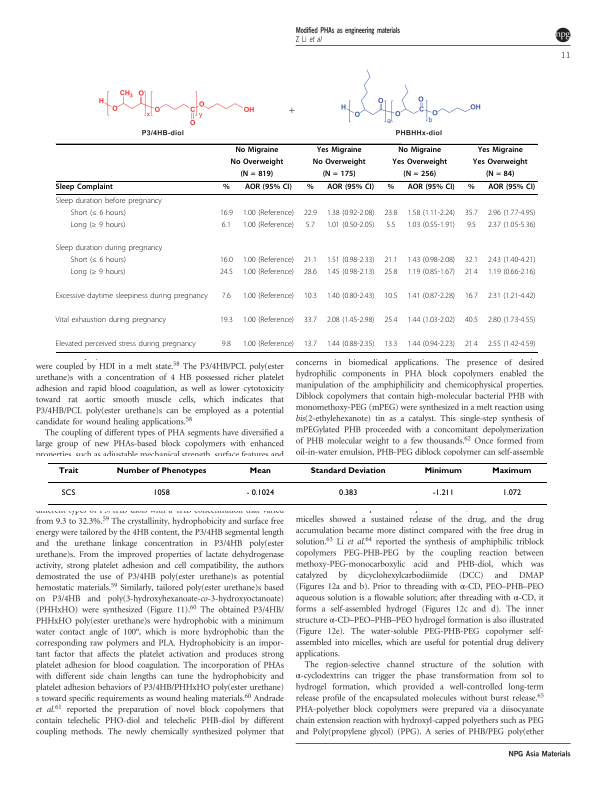 Modified PHAs as engineering materials
Z Li et al
npg
11
H
O
CH3
O
x
O
C
O
y
O
OH
P3/4HB-diol
+
H
O
O
a
O
O
C
b
O
OH
PHBHHx-diol
No Migraine Yes Migraine No Migraine Yes Migraine
No Overweight No Overweight Yes Overweight Yes Overweight
(N = 819) (N = 175) (N = 256) (N = 84)
Sleep Complaint % AOR (95% CI) % AOR (95% CI) % AOR (95% CI) % AOR (95% CI)
Sleep duration before pregnancy
Short (≤ 6 hours) 16.9 1.00 (Reference) 22.9 1.38 (0.92-2.08) 23.8 1.58 (1.11-2.24) 35.7 2.96 (1.77-4.95)
Long (≥ 9 hours) 6.1 1.00 (Reference) 5.7 1.01 (0.50-2.05) 5.5 1.03 (0.55-1.91) 9.5 2.37 (1.05-5.36)
Sleep duration during pregnancy
Short (≤ 6 hours) 16.0 1.00 (Reference) 21.1 1.51 (0.98-2.33) 21.1 1.43 (0.98-2.08) 32.1 2.43 (1.40-4.21)
Long (≥ 9 hours) 24.5 1.00 (Reference) 28.6 1.45 (0.98-2.13) 25.8 1.19 (0.85-1.67) 21.4 1.19 (0.66-2.16)
Excessive daytime sleepiness during pregnancy 7.6 1.00 (Reference) 10.3 1.40 (0.80-2.43) 10.5 1.41 (0.87-2.28) 16.7 2.31 (1.21-4.42)
Vital exhaustion during pregnancy 19.3 1.00 (Reference) 33.7 2.08 (1.45-2.98) 25.4 1.44 (1.03-2.02) 40.5 2.80 (1.73-4.55)
Elevated perceived stress during pregnancy 9.8 1.00 (Reference) 13.7 1.44 (0.88-2.35) 13.3 1.44 (0.94-2.23) 21.4 2.55 (1.42-4.59)
were coupled by HDI in a melt state.58 The P3/4HB/PCL poly(ester
urethane)s with a concentration of 4 HB possessed richer platelet
adhesion and rapid blood coagulation, as well as lower cytotoxicity
toward rat aortic smooth muscle cells, which indicates that
P3/4HB/PCL poly(ester urethane)s can be employed as a potential
candidate for wound healing applications.58
The coupling of different types of PHA segments have diversified a
large group of new PHAs-based block copolymers with enhanced
properties, such as adjustable mechanical strength, surface features and
concerns in biomedical applications. The presence of desired
hydrophilic components in PHA block copolymers enabled the
manipulation of the amphiphilicity and chemicophysical properties.
Diblock copolymers that contain high-molecular bacterial PHB with
monomethoxy-PEG (mPEG) were synthesized in a melt reaction using
bis(2-ethylhexanote) tin as a catalyst. This single-step synthesis of
mPEGylated PHB proceeded with a concomitant depolymerization
of PHB molecular weight to a few thousands.62 Once formed from
oil-in-water emulsion, PHB-PEG diblock copolymer can self-assemble
Trait Number of Phenotypes Mean Standard Deviation Minimum Maximum
SCS 1058 - 0.1024 0.383 -1.211 1.072
different types of P3/4HB-diols with a 4HB concentration that varied
from 9.3 to 32.3%.59 The crystallinity, hydrophobicity and surface free
energy were tailored by the 4HB content, the P3/4HB segmental length
and the urethane linkage concentration in P3/4HB poly(ester
urethane)s. From the improved properties of lactate dehydrogenase
activity, strong platelet adhesion and cell compatibility, the authors
demostrated the use of P3/4HB poly(ester urethane)s as potential
hemostatic materials.59 Similarly, tailored poly(ester urethane)s based
on P3/4HB and poly(3-hydroxyhexanoate-co-3-hydroxyoctanoate)
(PHHxHO) were synthesized (Figure 11).60 The obtained P3/4HB/
PHHxHO poly(ester urethane)s were hydrophobic with a minimum
water contact angle of 100°, which is more hydrophobic than the
corresponding raw polymers and PLA. Hydrophobicity is an impor-
tant factor that affects the platelet activation and produces strong
platelet adhesion for blood coagulation. The incorporation of PHAs
with different side chain lengths can tune the hydrophobicity and
platelet adhesion behaviors of P3/4HB/PHHxHO poly(ester urethane)
s toward specific requirements as wound healing materials.60 Andrade
et al.61 reported the preparation of novel block copolymers that
contain telechelic PHO-diol and telechelic PHB-diol by different
coupling methods. The newly chemically synthesized polymer that
micelles showed a sustained release of the drug, and the drug
accumulation became more distinct compared with the free drug in
solution.63 Li et al.64 reported the synthesis of amphiphilic triblock
copolymers PEG-PHB-PEG by the coupling reaction between
methoxy-PEG-monocarboxylic and PHB-diol, which was
catalyzed by dicyclohexylcarbodiimide (DCC) and DMAP
(Figures 12a and b). Prior to threading with α-CD, PEO–PHB–PEO
aqueous solution is a flowable solution; after threading with α-CD, it
forms a self-assembled hydrogel (Figures 12c and d). The inner
structure α-CD–PEO–PHB–PEO hydrogel formation is also illustrated
(Figure 12e). The water-soluble PEG-PHB-PEG copolymer self-
assembled into micelles, which are useful for potential drug delivery
applications.
The region-selective channel structure of the solution with
α-cyclodextrins can trigger the phase transformation from sol to
hydrogel formation, which provided a well-controlled long-term
release profile of the encapsulated molecules without burst release.65
PHA-polyether block copolymers were prepared via a diisocyanate
chain extension reaction with hydroxyl-capped polyethers such as PEG
and Poly(propylene glycol) (PPG). A series of PHB/PEG poly(ether
NPG Asia Materials